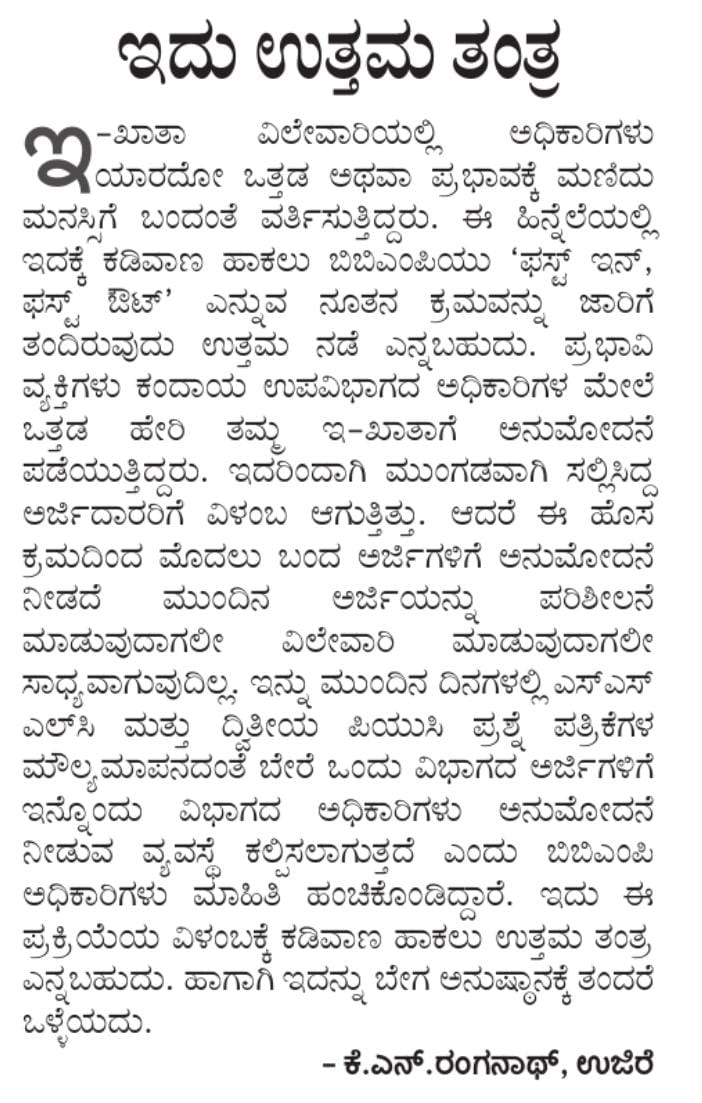 ಇದು ಉತ್ತಮ ತಂತ್ರ
ಇ-ಖಾತಾ ವಿಲೇವಾರಿಯಲ್ಲಿ ಅಧಿಕಾರಿಗಳು
ಯಾರದೋ ಒತ್ತಡ ಅಥವಾ ಪ್ರಭಾವಕ್ಕೆ ಮಣಿದು
ಮನಸ್ಸಿಗೆ ಬಂದಂತೆ ವರ್ತಿಸುತ್ತಿದ್ದರು. ಈ ಹಿನ್ನೆಲೆಯಲ್ಲಿ
ಇದಕ್ಕೆ ಕಡಿವಾಣ ಹಾಕಲು ಬಿಬಿಎಂಪಿಯು ‘ಫಸ್ಟ್ ಇನ್,
ಫಸ್ಟ್ ಔಟ್’ ಎನ್ನುವ ನೂತನ ಕ್ರಮವನ್ನು ಜಾರಿಗೆ
ತಂದಿರುವುದು ಉತ್ತಮ ನಡೆ ಎನ್ನಬಹುದು. ಪ್ರಭಾವಿ
ವ್ಯಕ್ತಿಗಳು ಕಂದಾಯ ಉಪವಿಭಾಗದ ಅಧಿಕಾರಿಗಳ ಮೇಲೆ
ಒತ್ತಡ ಹೇರಿ ತಮ್ಮ ಇ-ಖಾತಾಗೆ ಅನುಮೋದನೆ
ಪಡೆಯುತ್ತಿದ್ದರು. ಇದರಿಂದಾಗಿ ಮುಂಗಡವಾಗಿ ಸಲ್ಲಿಸಿದ್ದ
ಅರ್ಜಿದಾರರಿಗೆ ವಿಳಂಬ ಆಗುತ್ತಿತ್ತು. ಆದರೆ ಈ ಹೊಸ
ಕ್ರಮದಿಂದ ಮೊದಲು ಬಂದ ಅರ್ಜಿಗಳಿಗೆ ಅನುಮೋದನೆ
ನೀಡದೆ ಮುಂದಿನ ಅರ್ಜಿಯನ್ನು ಪರಿಶೀಲನೆ
ಮಾಡುವುದಾಗಲೀ ವಿಲೇವಾರಿ ಮಾಡುವುದಾಗಲೀ
ಸಾಧ್ಯವಾಗುವುದಿಲ್ಲ. ಇನ್ನು ಮುಂದಿನ ದಿನಗಳಲ್ಲಿ ಎಸ್ಎಸ್
ಎಲ್‌ಸಿ ಮತ್ತು ದ್ವಿತೀಯ ಪಿಯುಸಿ ಪ್ರಶ್ನೆ ಪತ್ರಿಕೆಗಳ
ಮೌಲ್ಯಮಾಪನದಂತೆ ಬೇರೆ ಒಂದು ವಿಭಾಗದ ಅರ್ಜಿಗಳಿಗೆ
ಇನ್ನೊಂದು ವಿಭಾಗದ ಅಧಿಕಾರಿಗಳು ಅನುಮೋದನೆ
ನೀಡುವ ವ್ಯವಸ್ಥೆ ಕಲ್ಪಿಸಲಾಗುತ್ತದೆ ಎಂದು ಬಿಬಿಎಂಪಿ
ಅಧಿಕಾರಿಗಳು ಮಾಹಿತಿ ಹಂಚಿಕೊಂಡಿದ್ದಾರೆ. ಇದು ಈ
ಪ್ರಕ್ರಿಯೆಯ ವಿಳಂಬಕ್ಕೆ ಕಡಿವಾಣ ಹಾಕಲು ಉತ್ತಮ ತಂತ್ರ
ಎನ್ನಬಹುದು. ಹಾಗಾಗಿ ಇದನ್ನು ಬೇಗ ಅನುಷ್ಠಾನಕ್ಕೆ ತಂದರೆ
ಒಳ್ಳೆಯದು.
– ಕೆ.ಎನ್.ರಂಗನಾಥ್, ಉಜಿರೆ